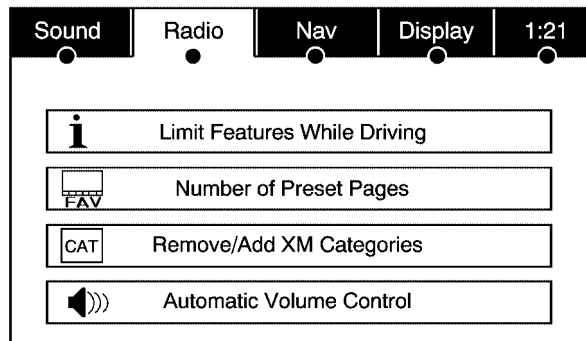 Sound Radio Nav Display 1:21
i Limit Features While Driving
FAV Number of Preset Pages
CAT Remove/Add XM Categories
Automatic Volume Control